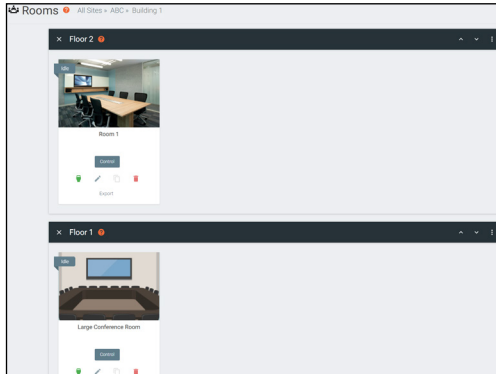 Rooms ? All Sites » ABC » Building 1
× Floor 2 ?
Idle
Room 1
Control
Export
× Floor 1 ?
Idle
Large Conference Room
Control